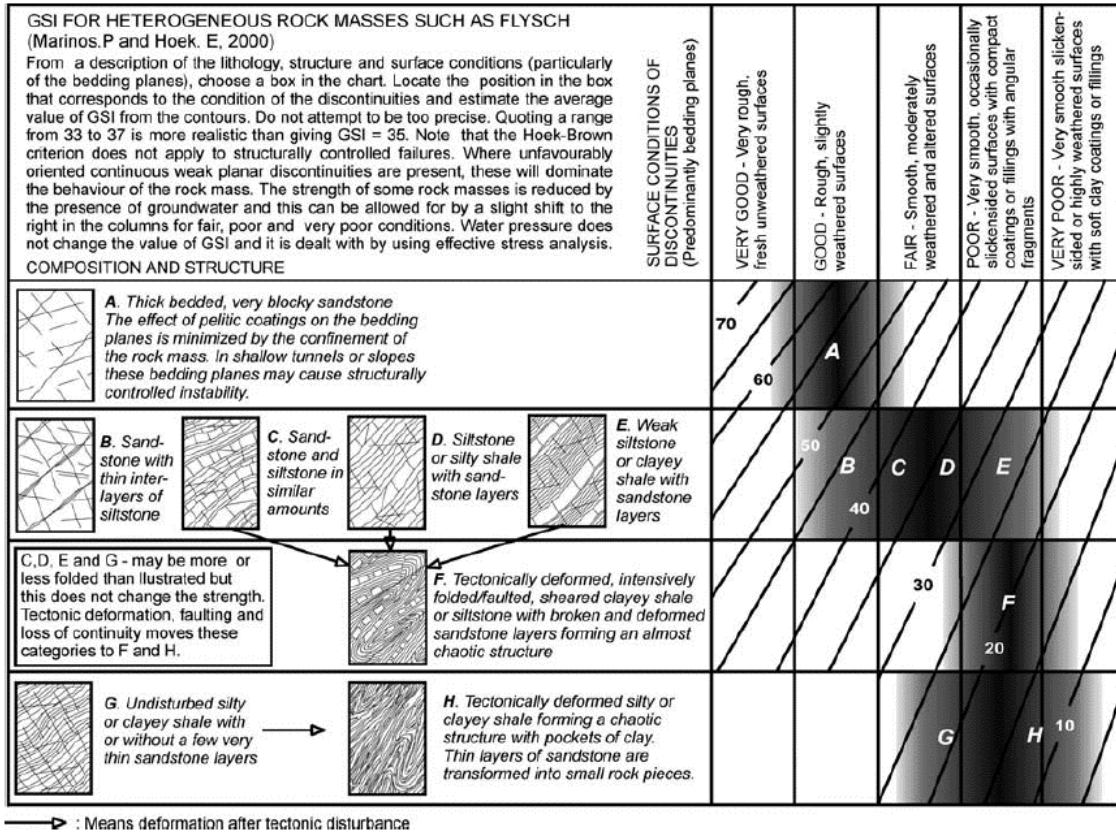 GSI FOR HETEROGENEOUS ROCK MASSES SUCH AS FLYSCH
(Marinos.P and Hoek. E, 2000)
From a description of the lithology, structure and surface conditions (particularly
of the bedding planes), choose a box in the chart. Locate the position in the box
that corresponds to the condition of the discontinuities and estimate the average
value of GSI from the contours. Do not attempt to be too precise. Quoting a range
from 33 to 37 is more realistic than giving GSI = 35. Note that the Hoek-Brown
criterion does not apply to structurally controlled failures. Where unfavourably
oriented continuous weak planar discontinuities are present, these will dominate
the behaviour of the rock mass. The strength of some rock masses is reduced by
the presence of groundwater and this can be allowed for by a slight shift to the
right in the columns for fair, poor and very poor conditions. Water pressure does
not change the value of GSI and it is dealt with by using effective stress analysis.
COMPOSITION AND STRUCTURE
SURFACE CONDITIONS OF
DISCONTINUITIES
(Predominantly bedding planes)
VERY GOOD - Very rough,
fresh unweathered surfaces
GOOD - Rough, slightly
weathered surfaces
FAIR - Smooth, moderately
weathered and altered surfaces
POOR - Very smooth, occasionally
slickensided surfaces with compact
coatings or fillings with angular
fragments
VERY POOR - Very smooth slicken-
sided or highly weathered surfaces
with soft clay coatings or fillings
A. Thick bedded, very blocky sandstone
The effect of pelitic coatings on the bedding
planes is minimized by the confinement of
the rock mass. In shallow tunnels or slopes
these bedding planes may cause structurally
controlled instability.
70
60
A
B. Sand-
stone with
thin inter-
layers of
siltstone
C. Sand-
stone and
siltstone in
similar
amounts
D. Siltstone
or silty shale
with sand-
stone layers
E. Weak
siltstone
or clayey
shale with
sandstone
layers
50
B
C
D
E
40
C,D, E and G - may be more or
less folded than llustrated but
this does not change the strength.
Tectonic deformation, faulting and
loss of continuity moves these
categories to F and H.
F. Tectonically deformed, intensively
folded/faulted, sheared clayey shale
or siltstone with broken and deformed
sandstone layers forming an almost
chaotic structure
30
F
20
G. Undisturbed silty
or clayey shale with
or without a few very
thin sandstone layers
H. Tectonically deformed silty or
clayey shale forming a chaotic
structure with pockets of clay.
Thin layers of sandstone are
transformed into small rock pieces.
G
H
10
: Means deformation after tectonic disturbance